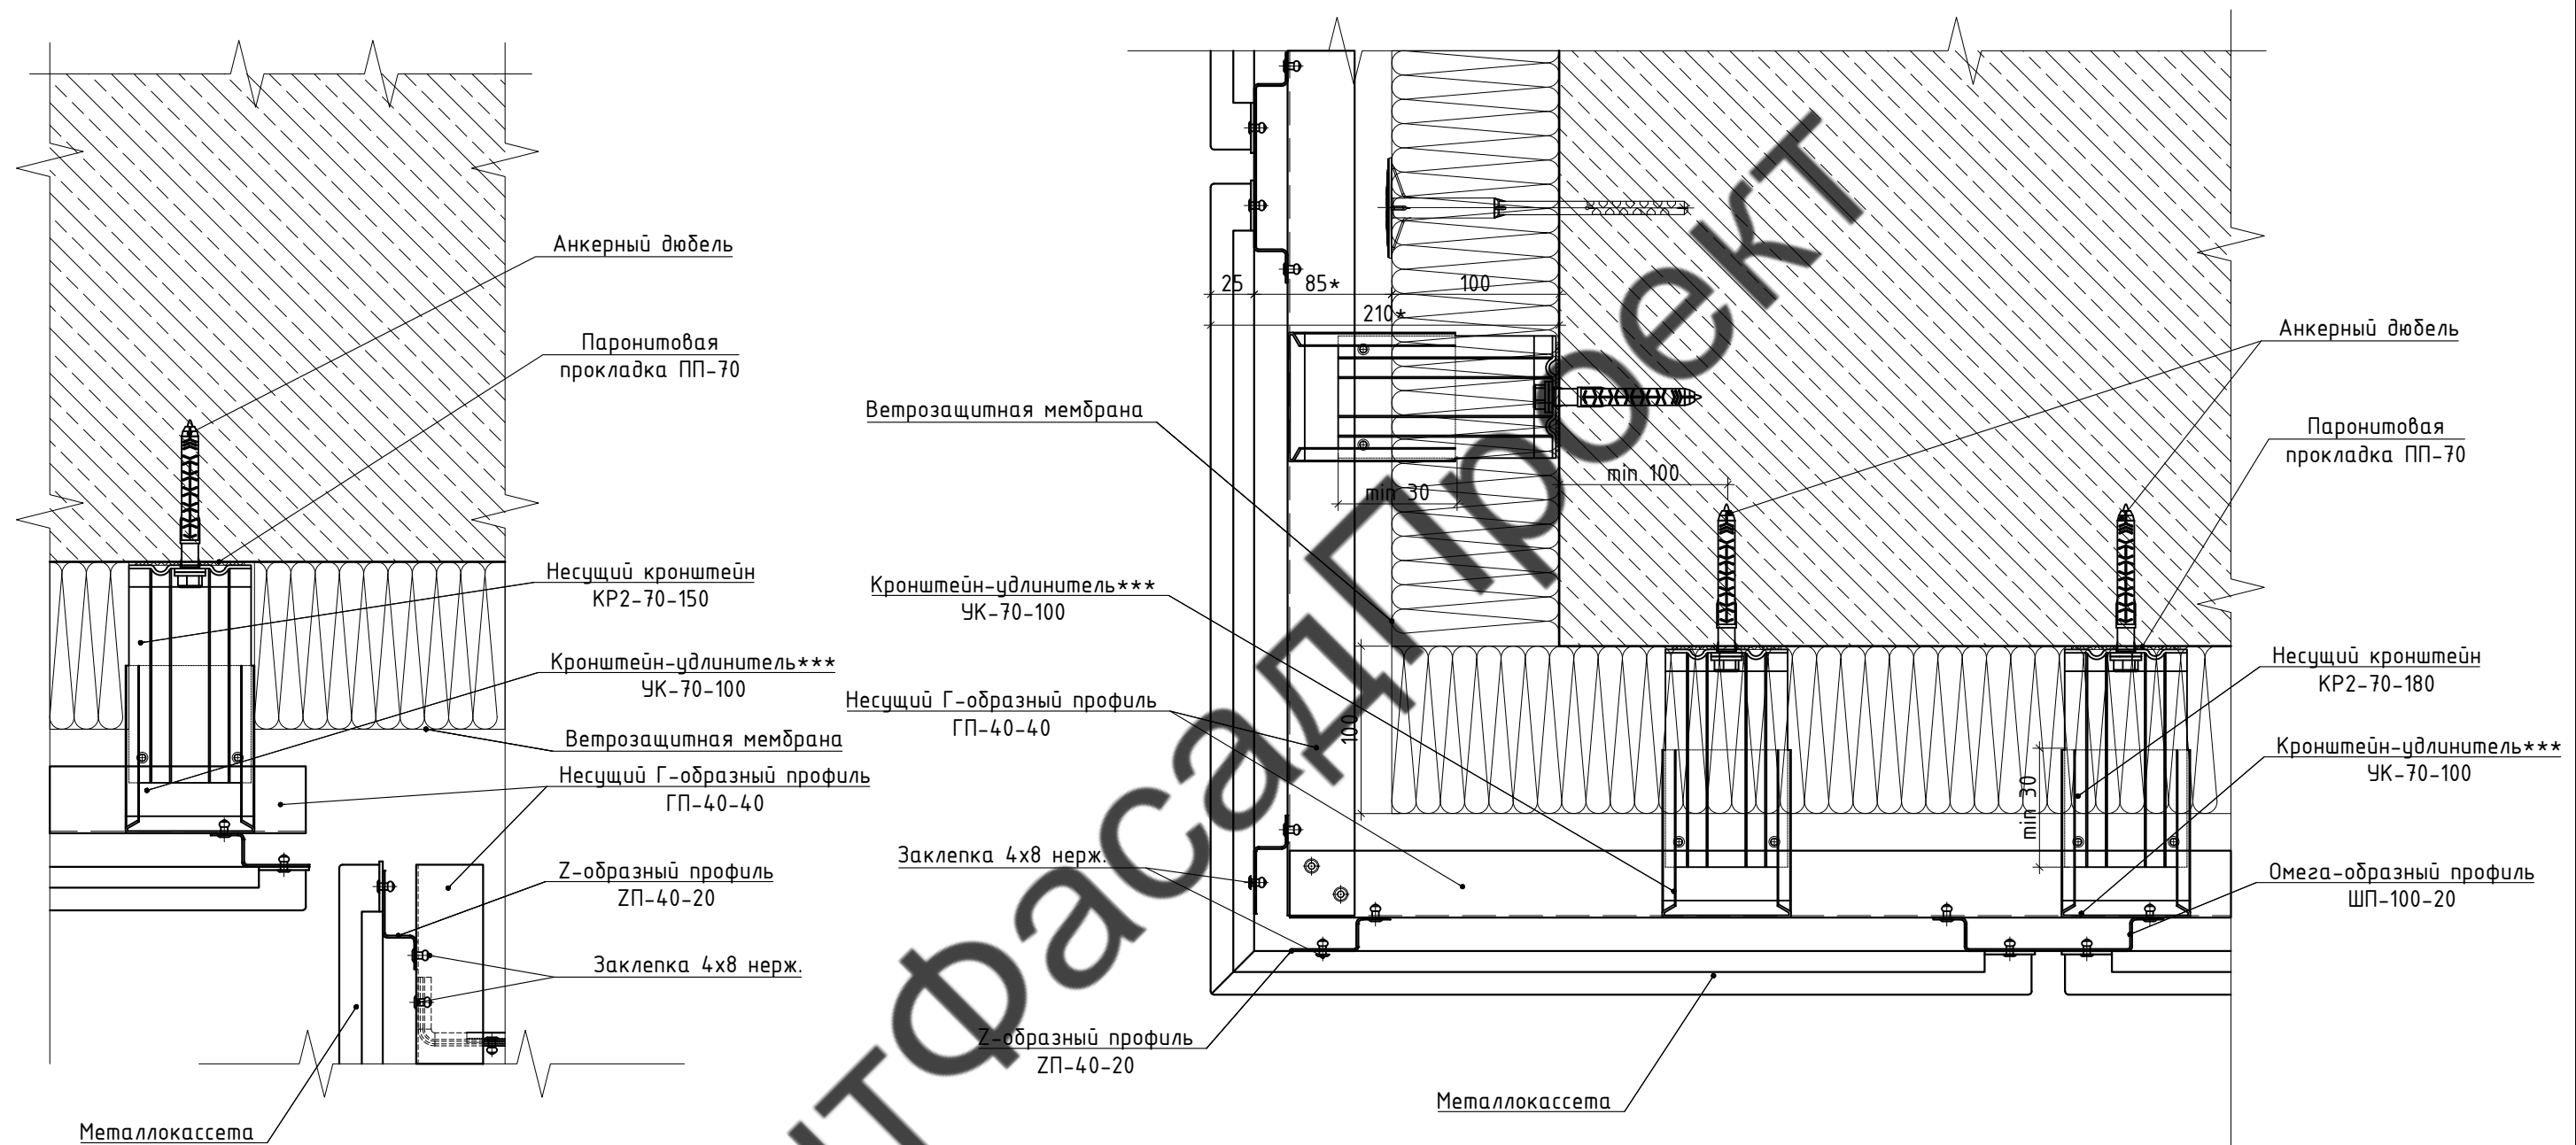 Анкерный дюбель
Паронитовая
прокладка ПП-70
Несущий кронштейн
КР2-70-150
Кронштейн-удлинитель***
УК-70-100
Ветрозащитная мембрана
Несущий Г-образный профиль
ГП-40-40
Z-образный профиль
ZП-40-20
Заклепка 4х8 нерж.
Металлокассета
25
85*
100
210*
Ветрозащитная мембрана
min 30
min 100
Кронштейн-удлинитель***
УК-70-100
Несущий Г-образный профиль
ГП-40-40
100
Заклепка 4х8 нерж.
Z-образный профиль
ZП-40-20
Металлокассета
Анкерный дюбель
Паронитовая
прокладка ПП-70
Несущий кронштейн
КР2-70-180
Кронштейн-удлинитель***
УК-70-100
min 30
Омега-образный профиль
ШП-100-20
тФасадПроект